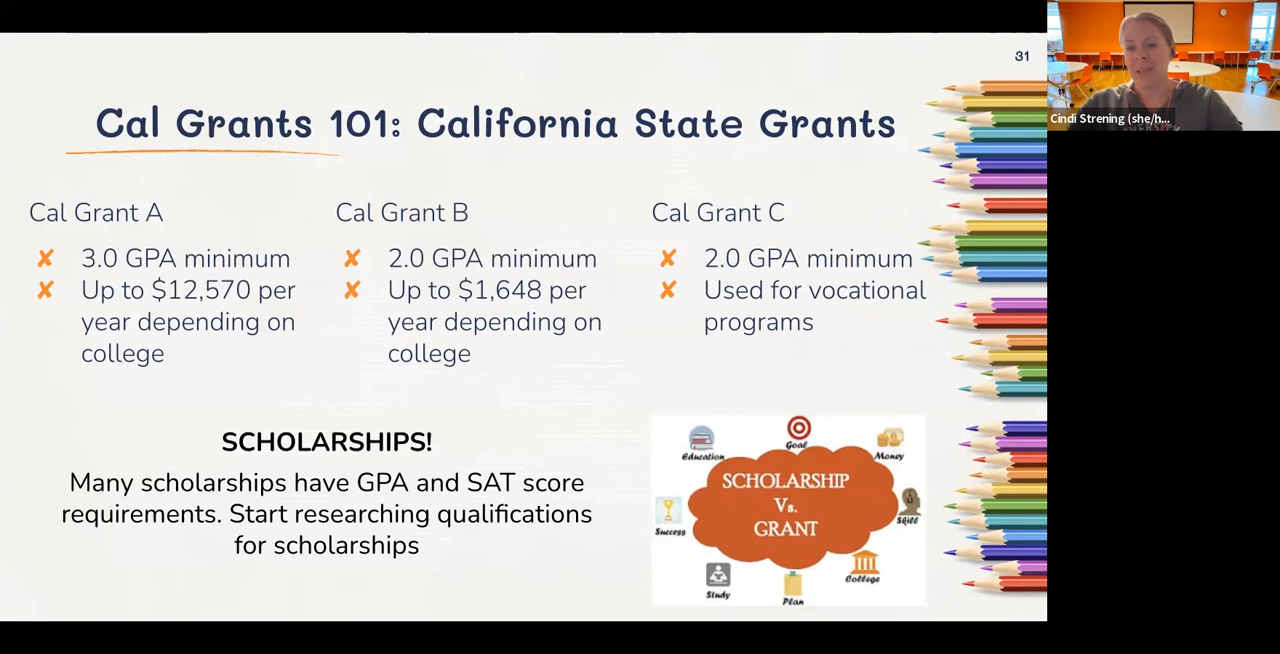 31
Cal Grants 101: California State Grants
Cal Grant A
✘ 3.0 GPA minimum
✘ Up to $12,570 per
year depending on
college
Cal Grant B
✘ 2.0 GPA minimum
✘ Up to $1,648 per
year depending on
college
Cal Grant C
✘ 2.0 GPA minimum
✘ Used for vocational
programs
SCHOLARSHIPS!
Many scholarships have GPA and SAT score
requirements. Start researching qualifications
for scholarships
Goal
Education
Money
SCHOLARSHIP
Vs.
GRANT
Success
Skill
College
Study
Plan
Cindi Strening (she/h...